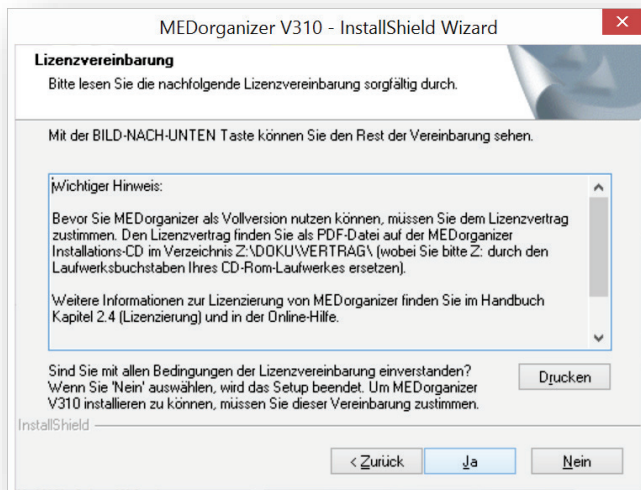 MEDorganizer V310 - InstallShield Wizard
Lizenzvereinbarung
Bitte lesen Sie die nachfolgende Lizenzvereinbarung sorgfältig durch.
Mit der BILD-NACH-UNTEN Taste können Sie den Rest der Vereinbarung sehen.
Wichtiger Hinweis:
Bevor Sie MEDorganizer als Vollversion nutzen können, müssen Sie dem Lizenzvertrag
zustimmen. Den Lizenzvertrag finden Sie als PDF-Datei auf der MEDorganizer
Installations-CD im Verzeichnis Z:\DOKU\VERTRAG\ (wobei Sie bitte Z: durch den
Laufwerksbuchstaben Ihres CD-Rom-Laufwerkes ersetzen).
Weitere Informationen zur Lizenzierung von MEDorganizer finden Sie im Handbuch
Kapitel 2.4 (Lizenzierung) und in der Online-Hilfe.
Sind Sie mit allen Bedingungen der Lizenzvereinbarung einverstanden?
Wenn Sie 'Nein' auswählen, wird das Setup beendet. Um MEDorganizer
V310 installieren zu können, müssen Sie dieser Vereinbarung zustimmen.
Drucken
InstallShield
< Zurück
Ja
Nein